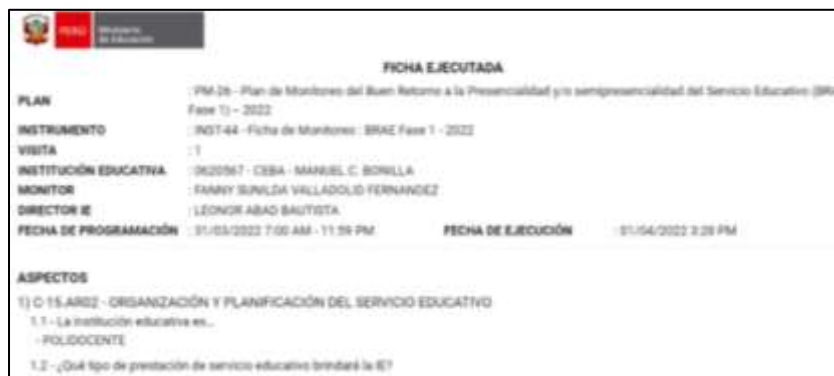 PERÚ Ministerio de Educación
FICHA EJECUTADA
PLAN : PM-26 - Plan de Monitoreo del Buen Retorno a la Presencialidad y/o semipresencialidad del Servicio Educativo (BRAE
Fase 1) – 2022
INSTRUMENTO : INST-44 - Ficha de Monitoreo : BRAE Fase 1 - 2022
VISITA : 1
INSTITUCIÓN EDUCATIVA : 0620567 - CEBA - MANUEL C. BONILLA
MONITOR : FANNY SUNILDA VALLADOLID FERNANDEZ
DIRECTOR IE : LEONOR ABAD BAUTISTA
FECHA DE PROGRAMACIÓN : 31/03/2022 7:00 AM - 11:59 PM FECHA DE EJECUCIÓN : 01/04/2022 3:28 PM
ASPECTOS
1) C-15.AR02 - ORGANIZACIÓN Y PLANIFICACIÓN DEL SERVICIO EDUCATIVO
1.1 - La institución educativa es...
- POLIDOCENTE
1.2 - ¿Qué tipo de prestación de servicio educativo brindará la IE?